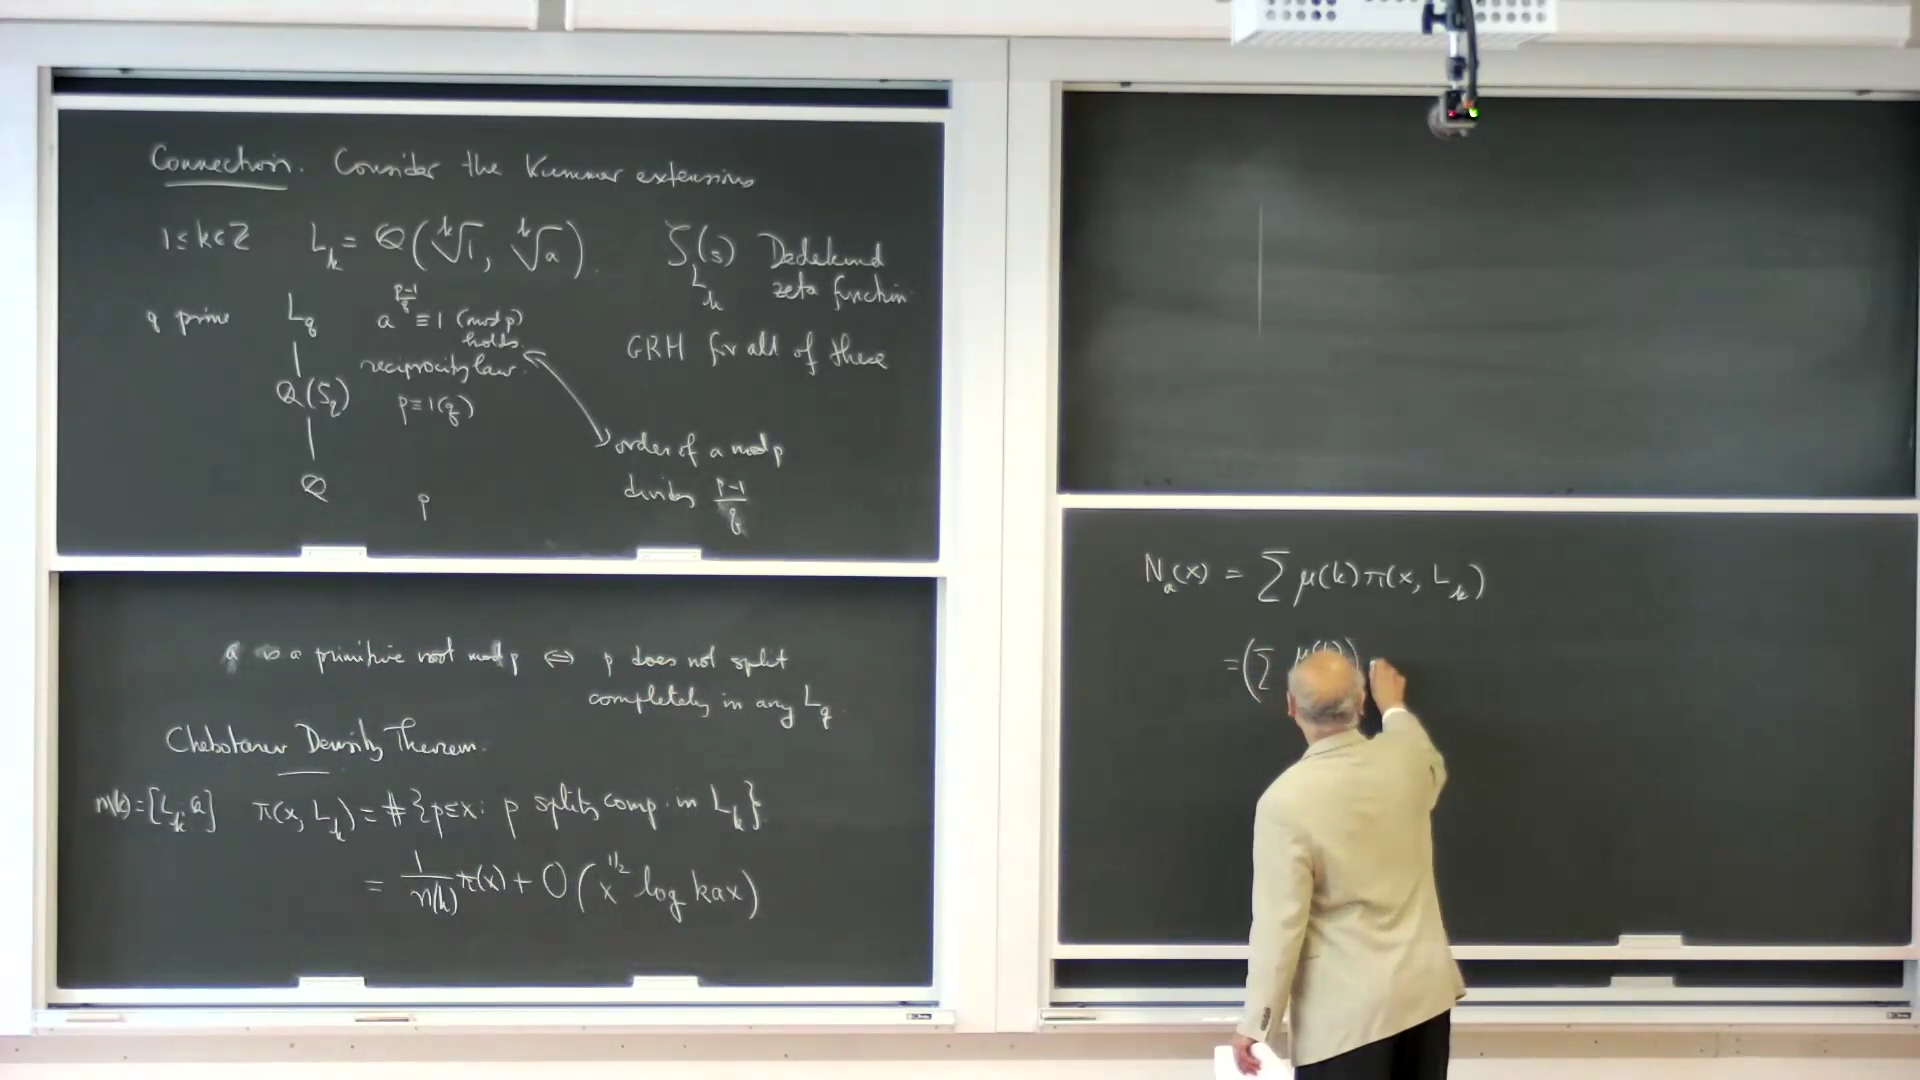 Connection. Consider the Kummer extensions
1 ≤ k ∈ ℤ   L_k = ℚ(ᵏ√1, ᵏ√a).   ζ_{L_k}(s) Dedekind
zeta function.
q prime   L_q   a^{(p-1)/q} ≡ 1 (mod p)
holds.
GRH for all of these
reciprocity law.
ℚ(ζ_q)   p ≡ 1(q)
order of a mod p
ℚ   p   divides (p-1)/q
a is a primitive root mod p ⇔ p does not split
completely in any L_q.
Chebotarev Density Theorem.
n(k) = [L_k : ℚ]   π(x, L_k) = #{p ≤ x : p splits comp. in L_k}.
= 1/n(k) π(x) + O(x^{1/2} log kax)
N_a(x) = ∑ μ(k) π(x, L_k)
= (∑ μ(k)